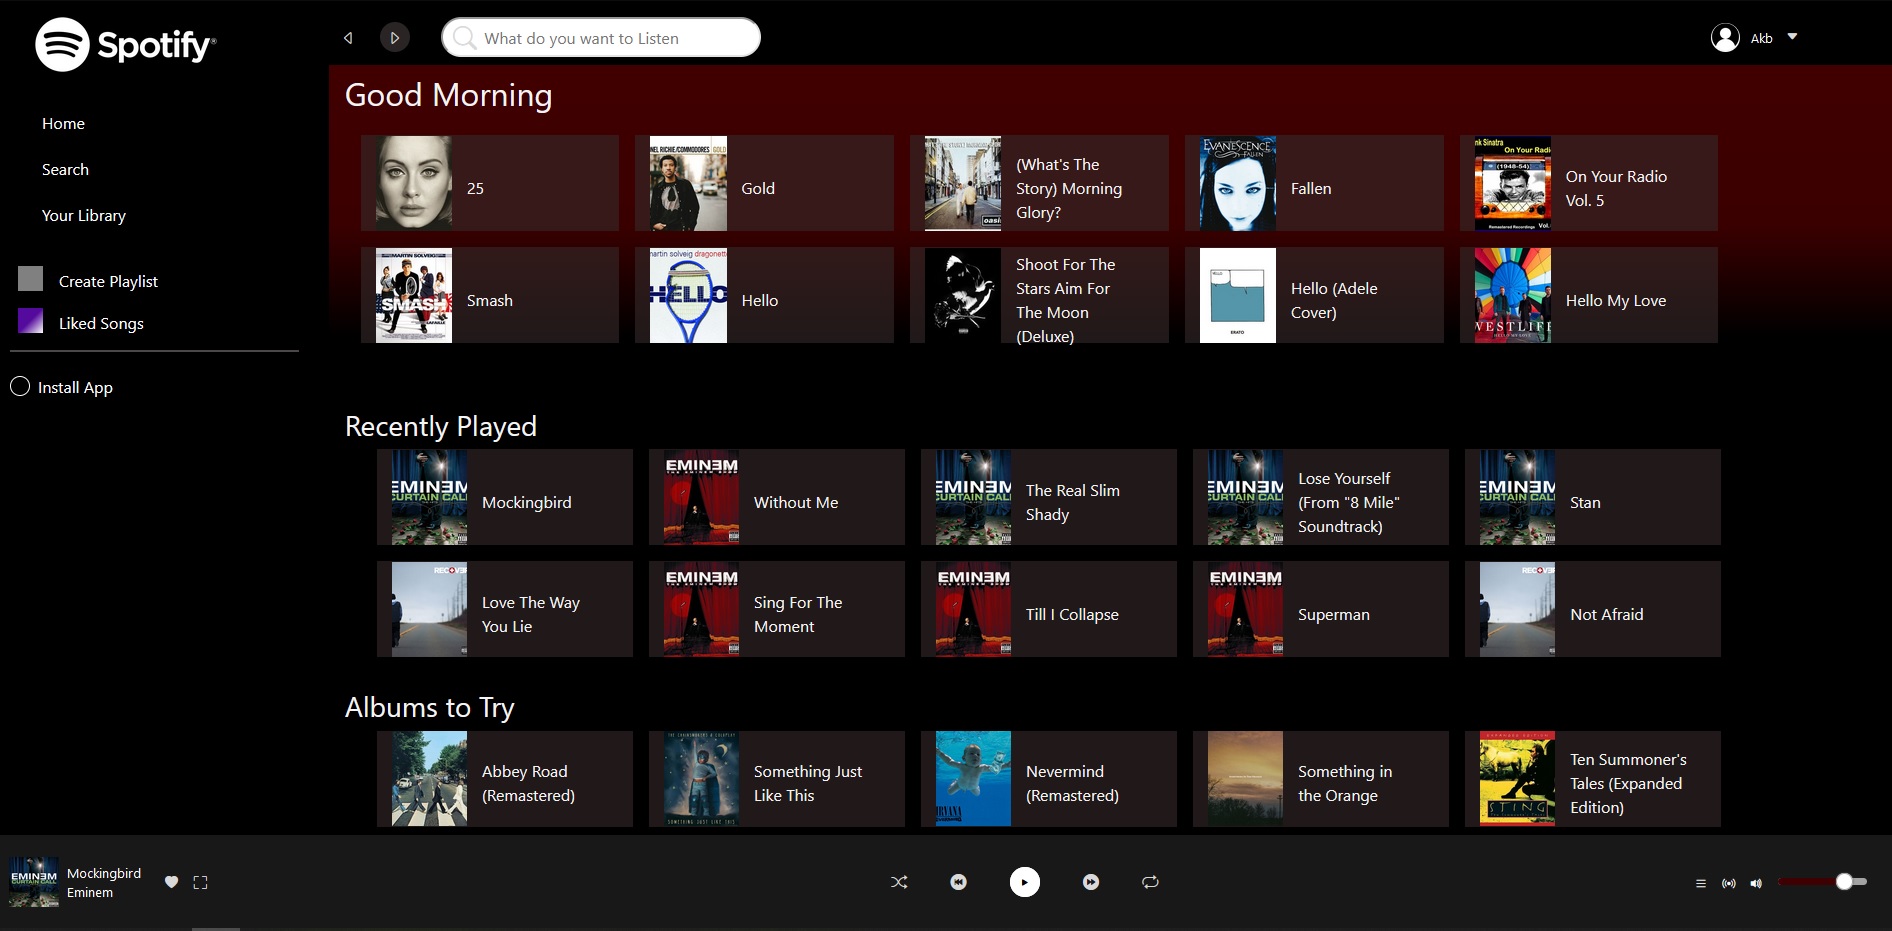 Spotify®
What do you want to Listen
Akb
Home
Search
Your Library
Create Playlist
Liked Songs
Install App
Good Morning
25
Gold
(What's The
Story) Morning
Glory?
Fallen
On Your Radio
Vol. 5
Smash
Hello
Shoot For The
Stars Aim For
The Moon
(Deluxe)
Hello (Adele
Cover)
Hello My Love
Recently Played
Mockingbird
Without Me
The Real Slim
Shady
Lose Yourself
(From "8 Mile"
Soundtrack)
Stan
Love The Way
You Lie
Sing For The
Moment
Till I Collapse
Superman
Not Afraid
Albums to Try
Abbey Road
(Remastered)
Something Just
Like This
Nevermind
(Remastered)
Something in
the Orange
Ten Summoner's
Tales (Expanded
Edition)
Mockingbird
Eminem